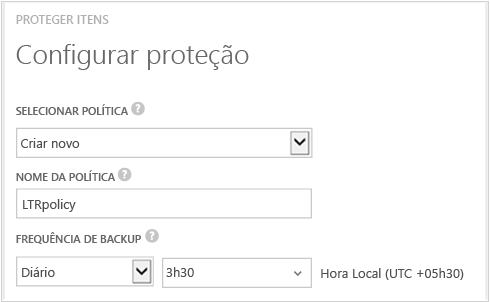 PROTEGER ITENS
Configurar proteção
SELECIONAR POLÍTICA ?
Criar novo
NOME DA POLÍTICA ?
LTRpolicy
FREQUÊNCIA DE BACKUP ?
Diário 3h30 Hora Local (UTC +05h30)